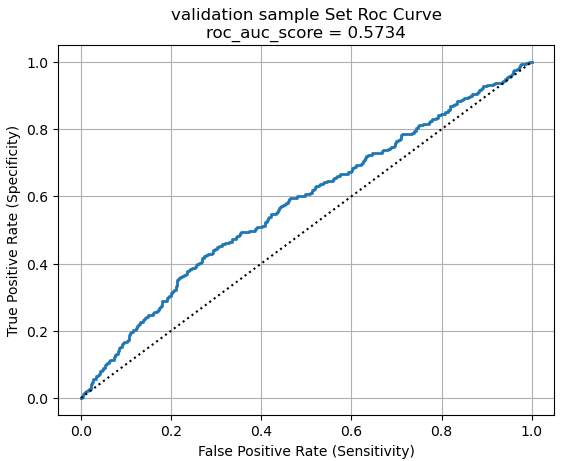 validation sample Set Roc Curve
roc_auc_score = 0.5734
1.0
0.8
0.6
0.4
0.2
0.0
True Positive Rate (Specificity)
0.0 0.2 0.4 0.6 0.8 1.0
False Positive Rate (Sensitivity)